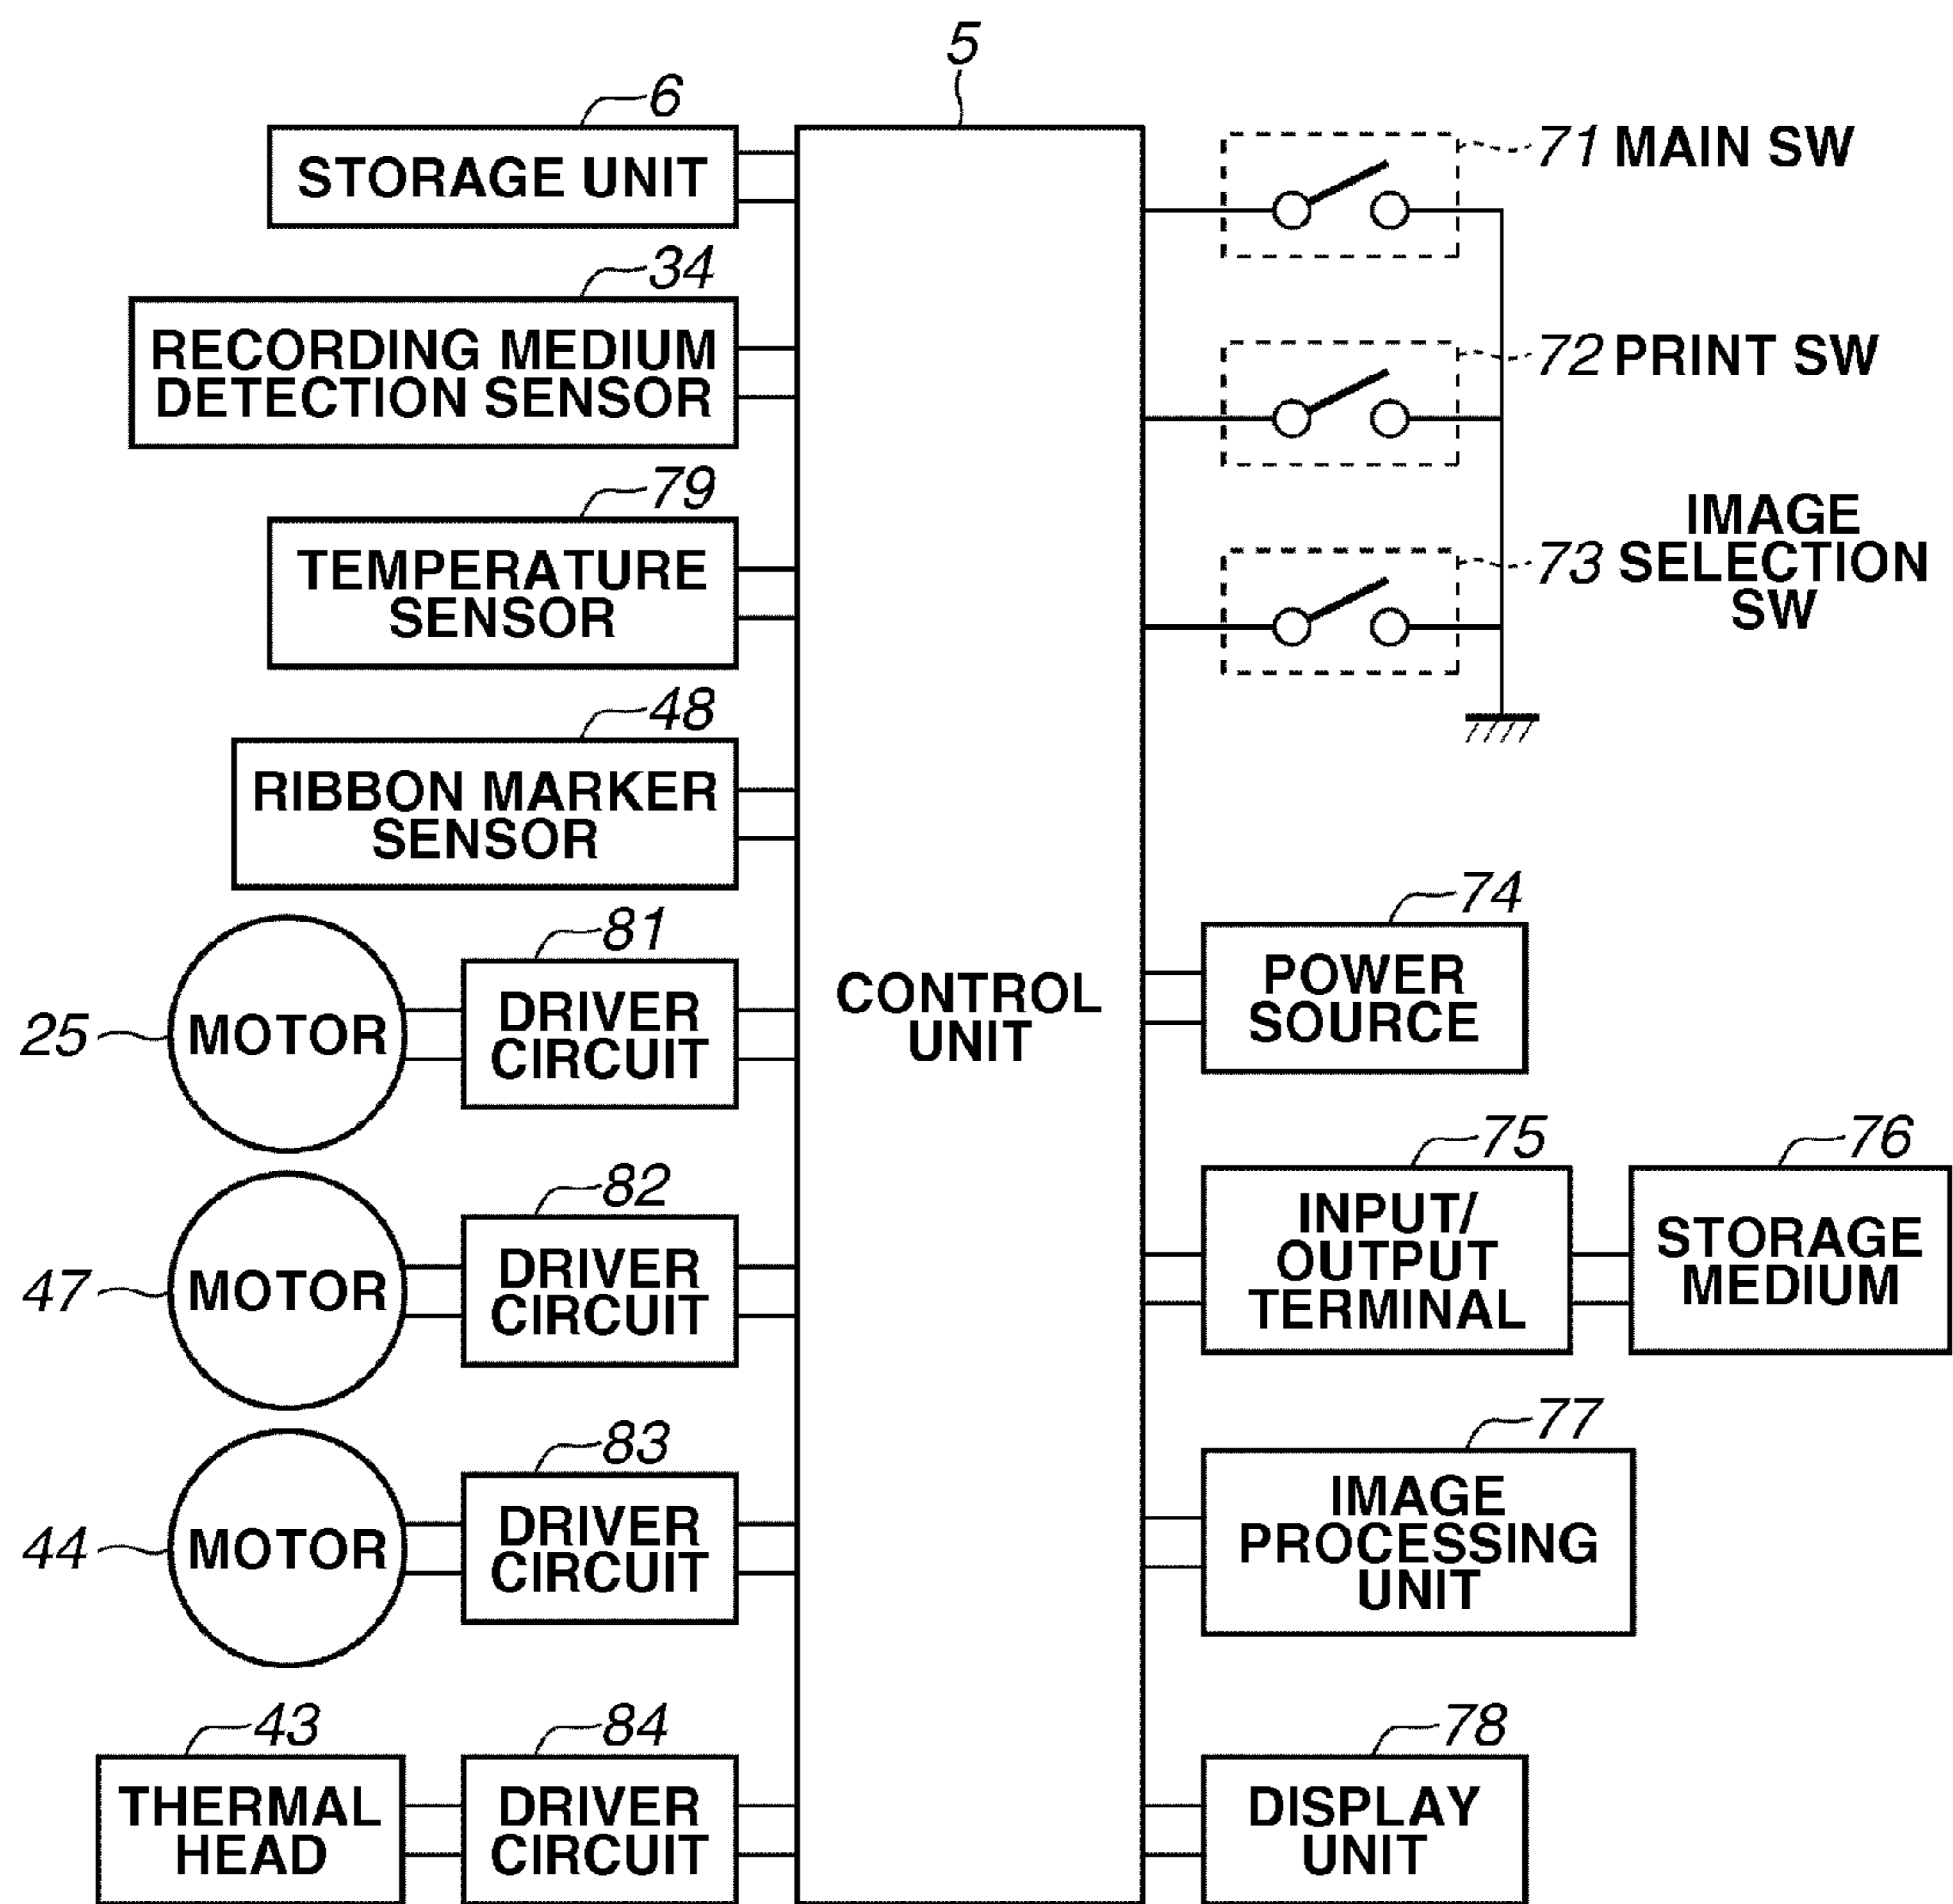 5
6
STORAGE UNIT
34
RECORDING MEDIUM
DETECTION SENSOR
79
TEMPERATURE
SENSOR
48
RIBBON MARKER
SENSOR
25
MOTOR
81
DRIVER
CIRCUIT
47
MOTOR
82
DRIVER
CIRCUIT
44
MOTOR
83
DRIVER
CIRCUIT
43
THERMAL
HEAD
84
DRIVER
CIRCUIT
CONTROL
UNIT
71 MAIN SW
72 PRINT SW
IMAGE
73 SELECTION
SW
74
POWER
SOURCE
75
INPUT/
OUTPUT
TERMINAL
76
STORAGE
MEDIUM
77
IMAGE
PROCESSING
UNIT
78
DISPLAY
UNIT